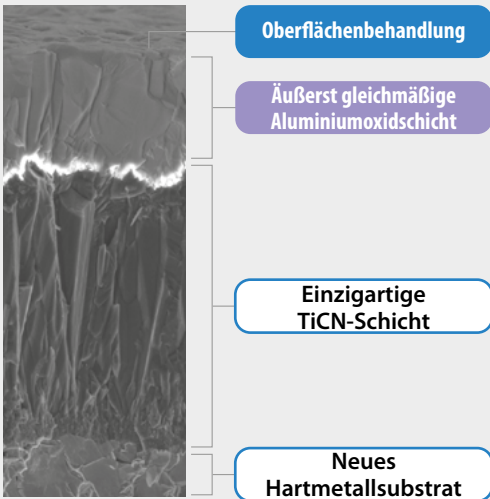 Oberflächenbehandlung
Äußerst gleichmäßige
Aluminiumoxidschicht
Einzigartige
TiCN-Schicht
Neues
Hartmetallsubstrat